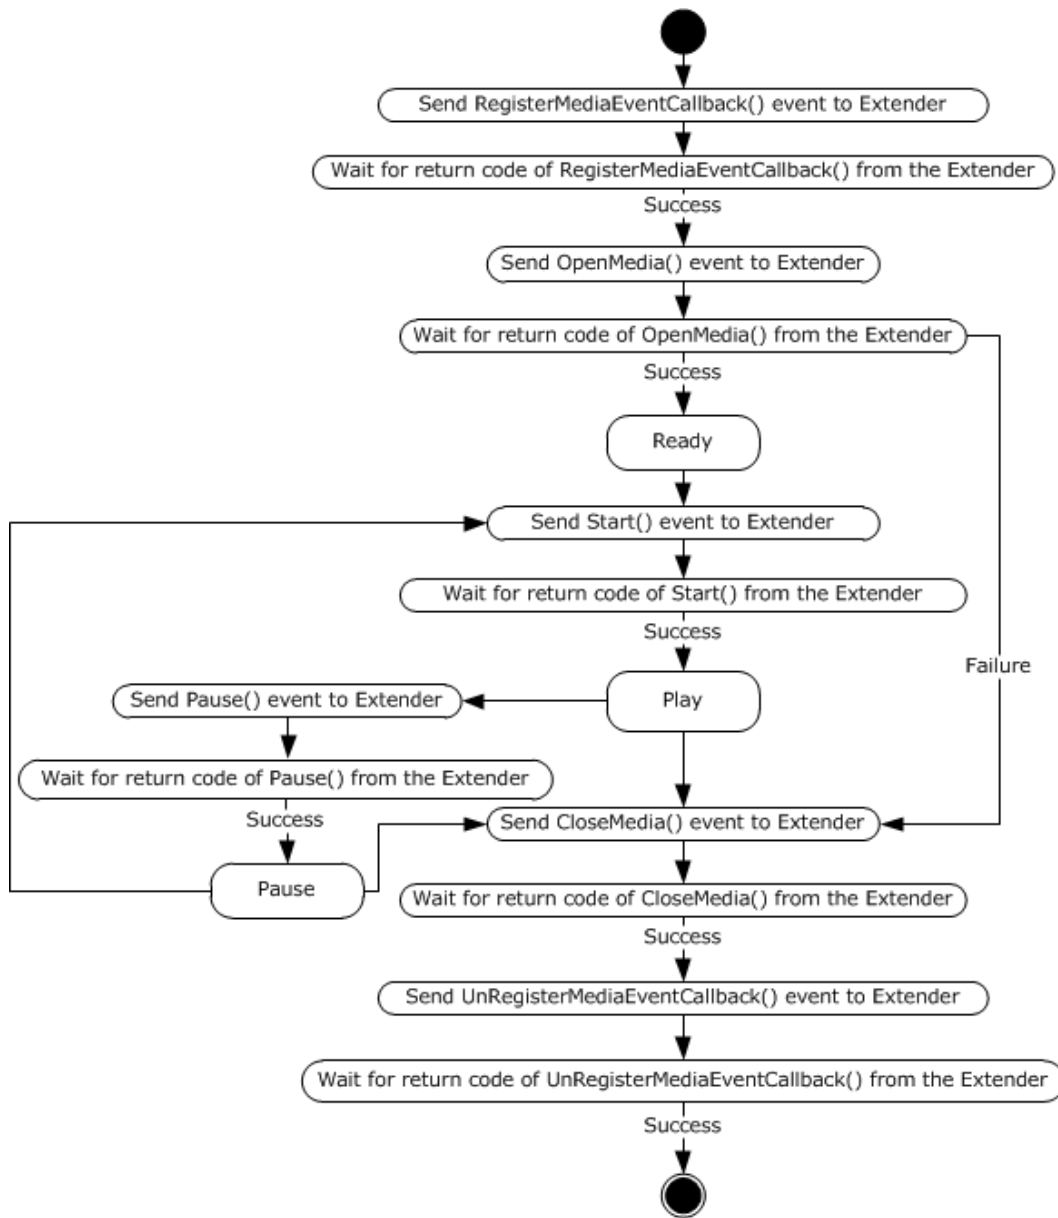 Send RegisterMediaEventCallback() event to Extender
Wait for return code of RegisterMediaEventCallback() from the Extender
Success
Send OpenMedia() event to Extender
Wait for return code of OpenMedia() from the Extender
Success
Ready
Send Start() event to Extender
Wait for return code of Start() from the Extender
Success
Failure
Send Pause() event to Extender
Play
Wait for return code of Pause() from the Extender
Success
Send CloseMedia() event to Extender
Pause
Wait for return code of CloseMedia() from the Extender
Success
Send UnRegisterMediaEventCallback() event to Extender
Wait for return code of UnRegisterMediaEventCallback() from the Extender
Success